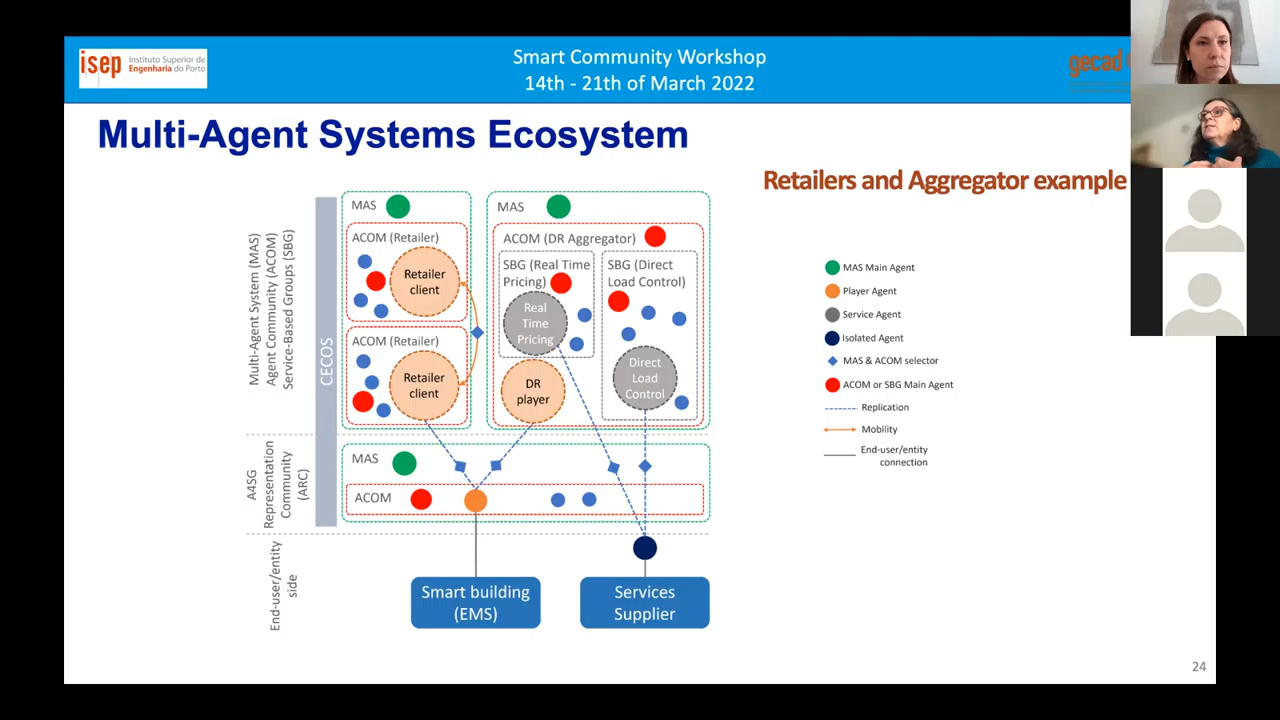 isep
Instituto Superior de
Engenharia do Porto
Smart Community Workshop
14th - 21th of March 2022
gecad
Multi-Agent Systems Ecosystem
Retailers and Aggregator example
Multi-Agent System (MAS)
Agent Community (ACOM)
Service-Based Groups (SBG)
CECOS
MAS
ACOM (Retailer)
Retailer
client
ACOM (Retailer)
Retailer
client
MAS
ACOM (DR Aggregator)
SBG (Real Time
Pricing)
Real
Time
Pricing
DR
player
SBG (Direct
Load Control)
Direct
Load
Control
A4SG
Representation
Community
(ARC)
MAS
ACOM
End-user/entity
side
Smart building
(EMS)
Services
Supplier
MAS Main Agent
Player Agent
Service Agent
Isolated Agent
MAS & ACOM selector
ACOM or SBG Main Agent
Replication
Mobility
End-user/entity
connection
24